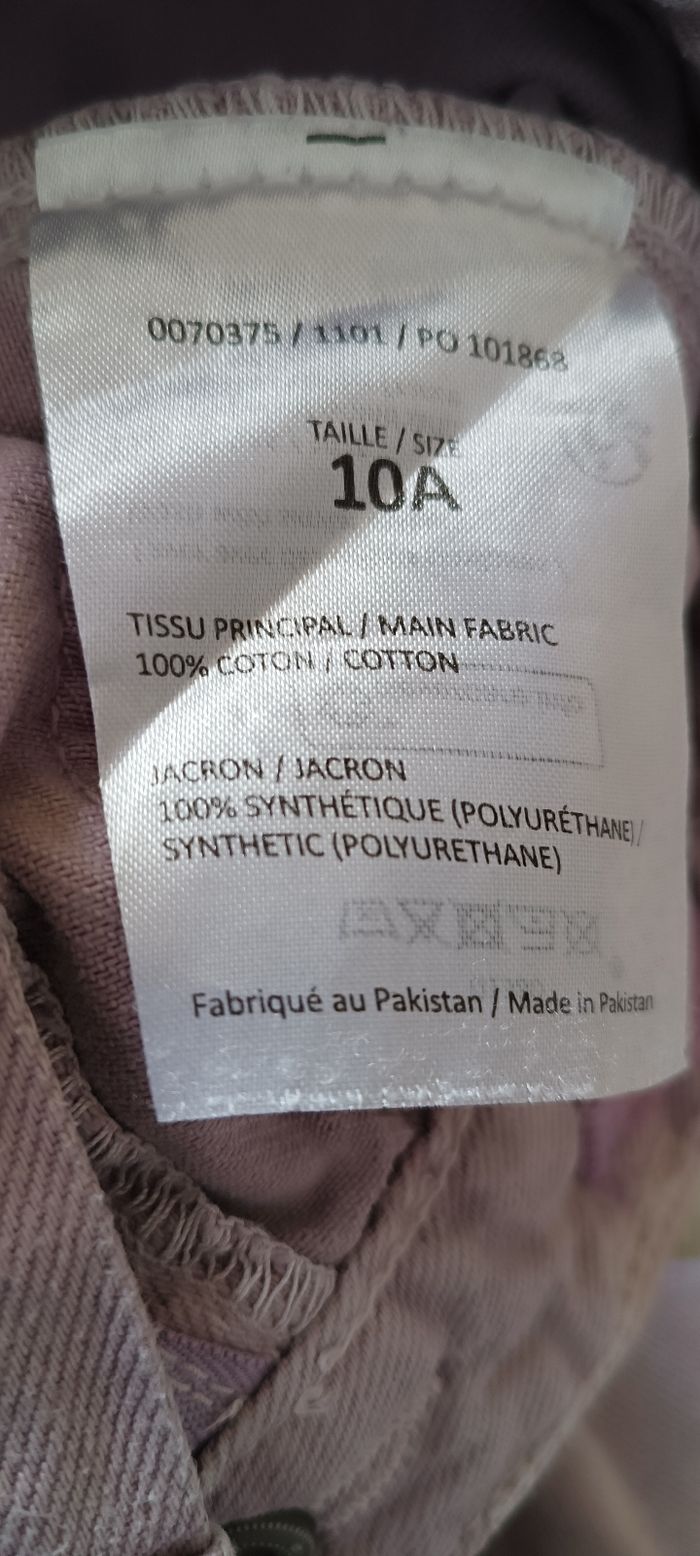 0070375 / 1101 / PO 101868
TAILLE / SIZE
10A
TISSU PRINCIPAL / MAIN FABRIC
100% COTON / COTTON
JACRON / JACRON
100% SYNTHÉTIQUE (POLYURÉTHANE) /
SYNTHETIC (POLYURETHANE)
Fabriqué au Pakistan / Made in Pakistan